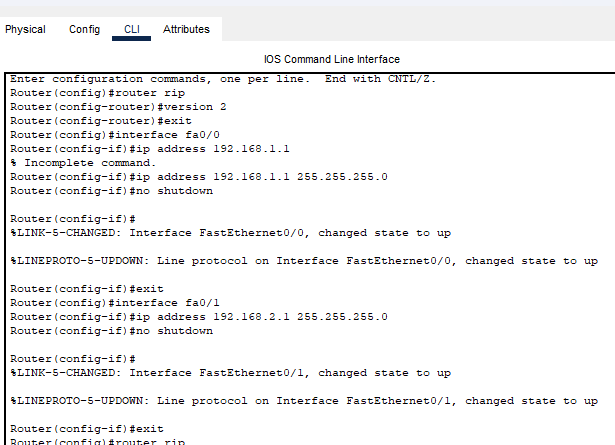 Physical Config CLI Attributes
IOS Command Line Interface
Enter configuration commands, one per line. End with CNTL/Z.
Router(config)#router rip
Router(config-router)#version 2
Router(config-router)#exit
Router(config)#interface fa0/0
Router(config-if)#ip address 192.168.1.1
% Incomplete command.
Router(config-if)#ip address 192.168.1.1 255.255.255.0
Router(config-if)#no shutdown
Router(config-if)#
%LINK-5-CHANGED: Interface FastEthernet0/0, changed state to up
%LINEPROTO-5-UPDOWN: Line protocol on Interface FastEthernet0/0, changed state to up
Router(config-if)#exit
Router(config)#interface fa0/1
Router(config-if)#ip address 192.168.2.1 255.255.255.0
Router(config-if)#no shutdown
Router(config-if)#
%LINK-5-CHANGED: Interface FastEthernet0/1, changed state to up
%LINEPROTO-5-UPDOWN: Line protocol on Interface FastEthernet0/1, changed state to up
Router(config-if)#exit
Router(config)#router rip